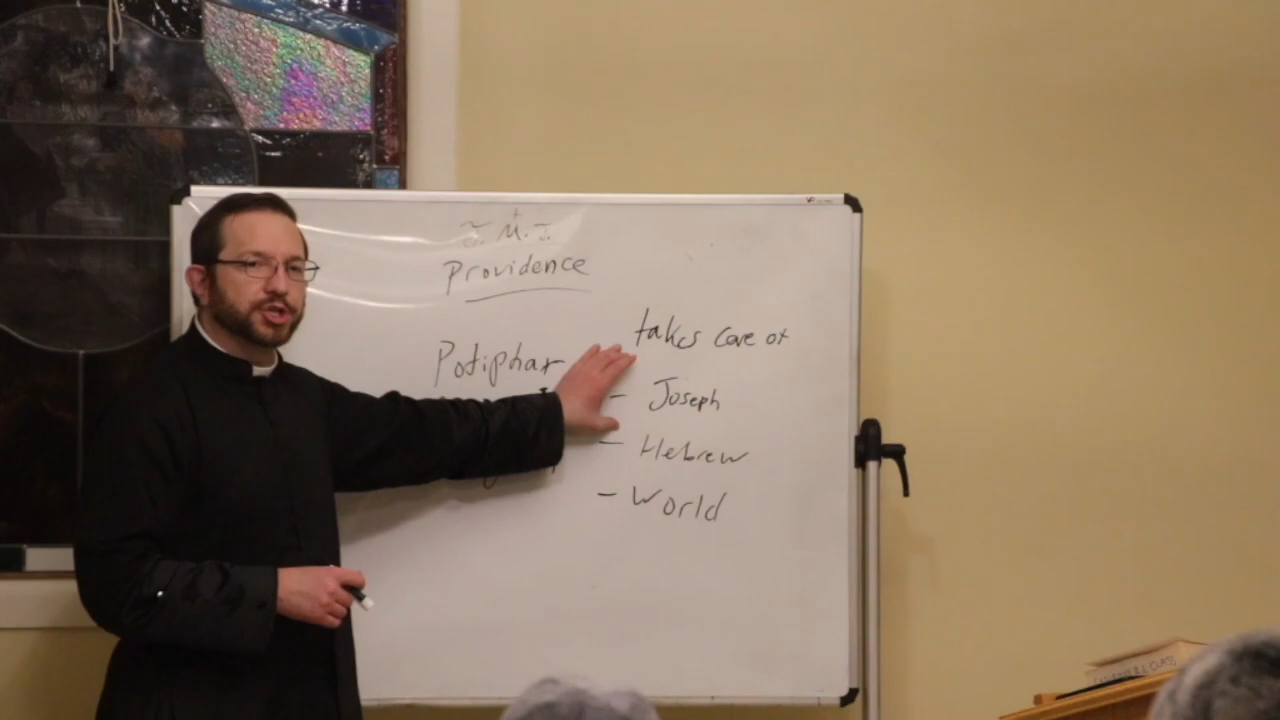 J. M. J.
Providence
Potiphar
takes care of
- Joseph
- Hebrew
- World